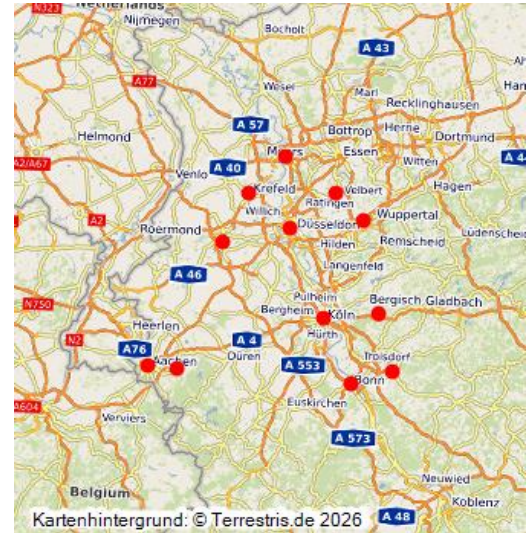 Netherlands
N323
Nijmegen
Bocholt
A 43
A77
Wesel
Marl
Recklinghausen
Helmond
A 57
Bottrop
Herne
Dortmund
A2/A67
Venlo
A 40
Essen
Witten
Krefeld
Velbert
Hagen
Willich
Ratingen
A2
Roermond
Düsseldorf
Wuppertal
Hilden
Remscheid
Lüdenscheid
Langenfeld
A 46
N750
Pulheim
Bergheim
Köln
Bergisch Gladbach
Heerlen
Hürth
N2
A76
A 4
Aachen
Düren
A 553
Troisdorf
Bonn
A604
Verviers
Euskirchen
A 573
Belgium
Neuwied
Koblenz
A 48
Kartenhintergrund: © Terrestris.de 2026